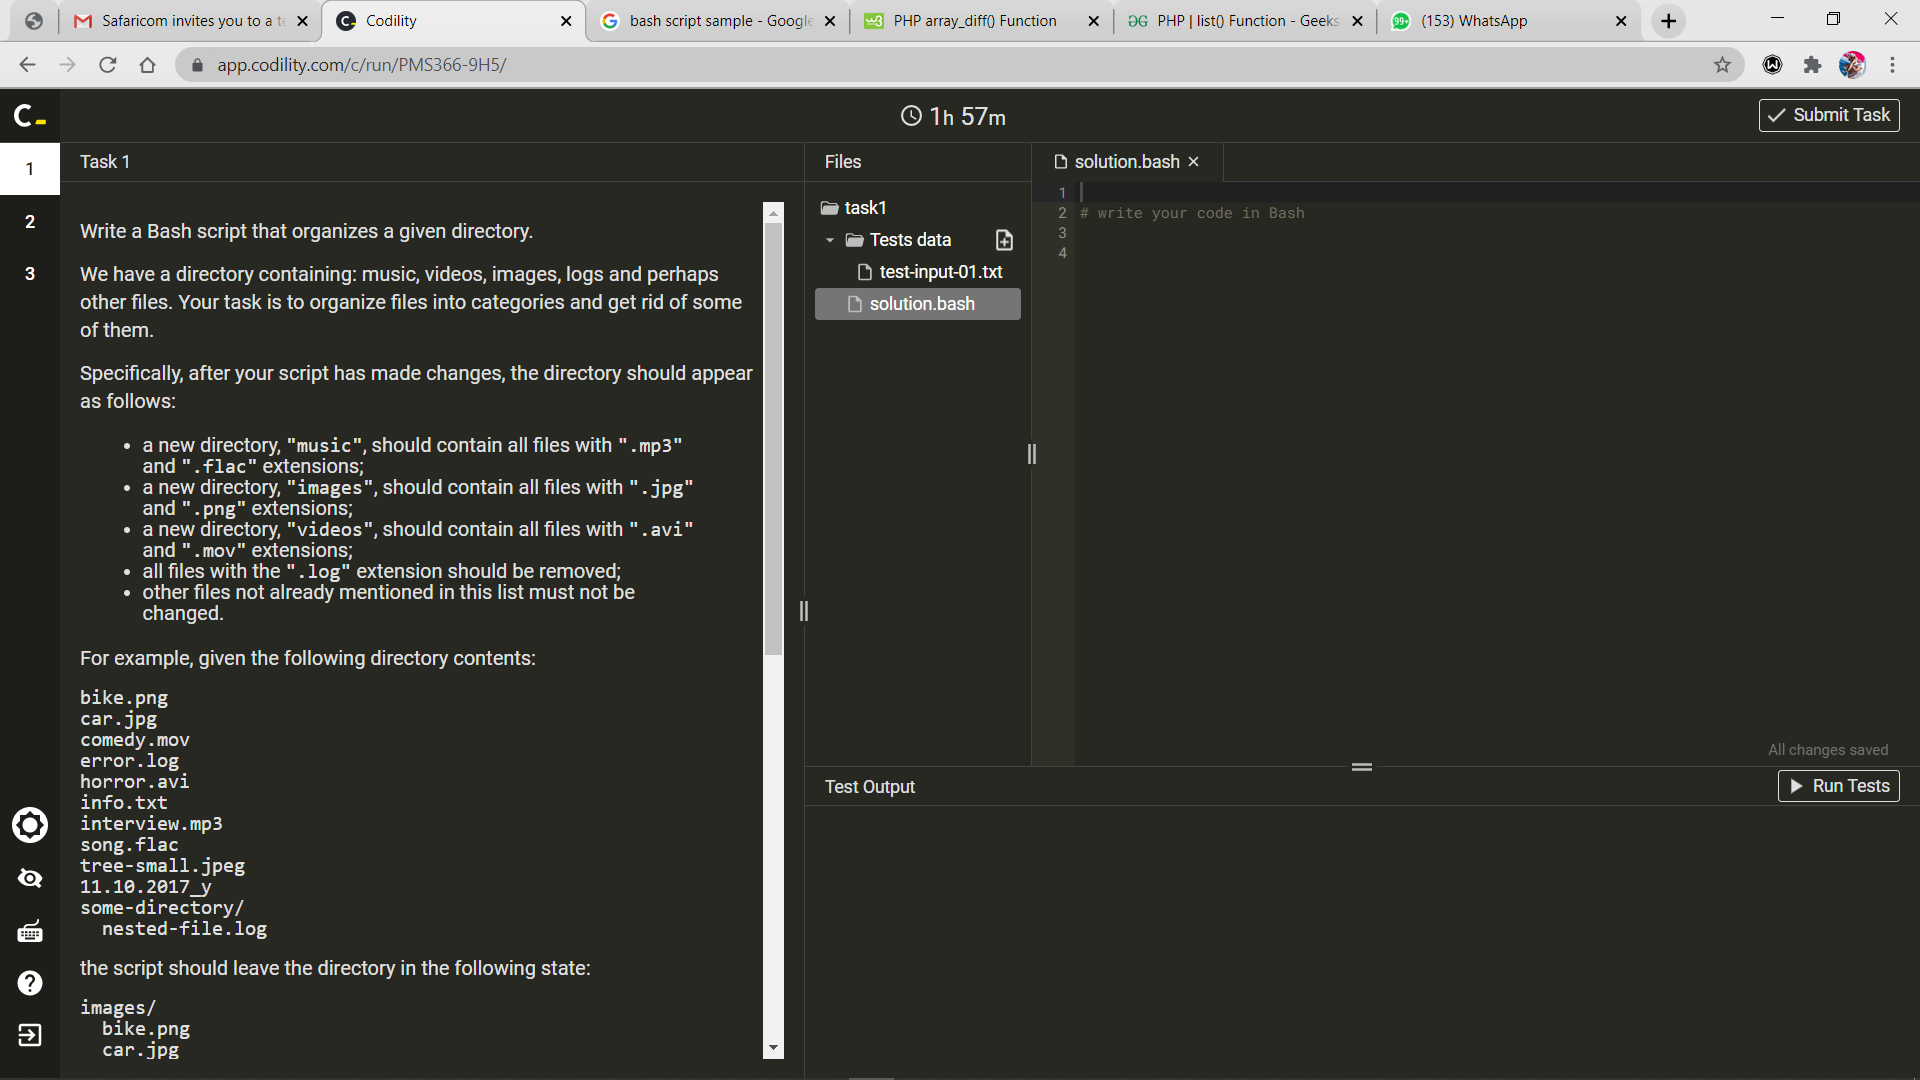 Safaricom invites you to a te
Codility
bash script sample - Google
PHP array_diff() Function
PHP | list() Function - Geeks
99+
(153) WhatsApp
app.codility.com/c/run/PMS366-9H5/
1h 57m
Submit Task
1
2
3
Task 1
Write a Bash script that organizes a given directory.
We have a directory containing: music, videos, images, logs and perhaps
other files. Your task is to organize files into categories and get rid of some
of them.
Specifically, after your script has made changes, the directory should appear
as follows:
• a new directory, "music", should contain all files with ".mp3"
and ".flac" extensions;
• a new directory, "images", should contain all files with ".jpg"
and ".png" extensions;
• a new directory, "videos", should contain all files with ".avi"
and ".mov" extensions;
• all files with the ".log" extension should be removed;
• other files not already mentioned in this list must not be
changed.
For example, given the following directory contents:
bike.png
car.jpg
comedy.mov
error.log
horror.avi
info.txt
interview.mp3
song.flac
tree-small.jpeg
11.10.2017_y
some-directory/
nested-file.log
the script should leave the directory in the following state:
images/
bike.png
car.jpg
Files
task1
Tests data
test-input-01.txt
solution.bash
solution.bash
1
2 # write your code in Bash
3
4
All changes saved
Test Output
Run Tests